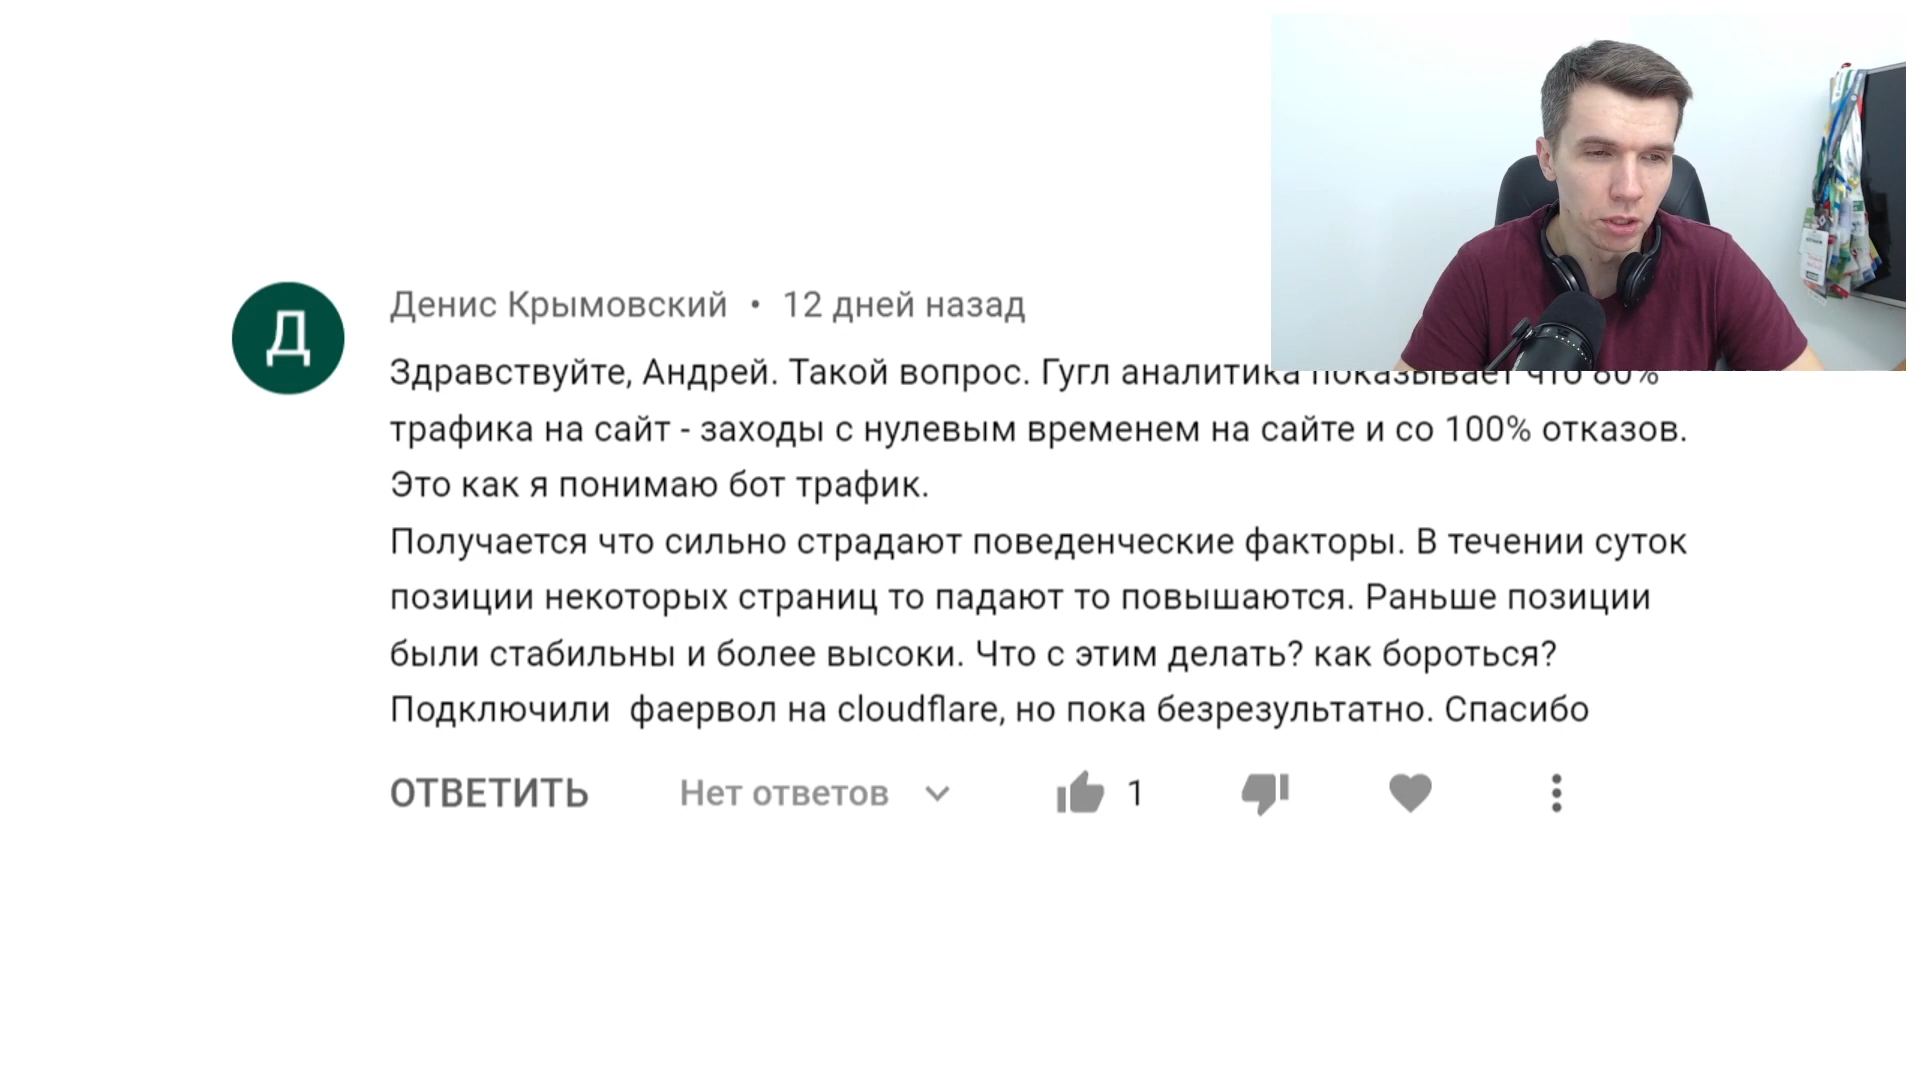 Д
Денис Крымовский • 12 дней назад
Здравствуйте, Андрей. Такой вопрос. Гугл аналитика показывает что 80%
трафика на сайт - заходы с нулевым временем на сайте и со 100% отказов.
Это как я понимаю бот трафик.
Получается что сильно страдают поведенческие факторы. В течении суток
позиции некоторых страниц то падают то повышаются. Раньше позиции
были стабильны и более высоки. Что с этим делать? как бороться?
Подключили фаервол на cloudflare, но пока безрезультатно. Спасибо
ОТВЕТИТЬ Нет ответов 1